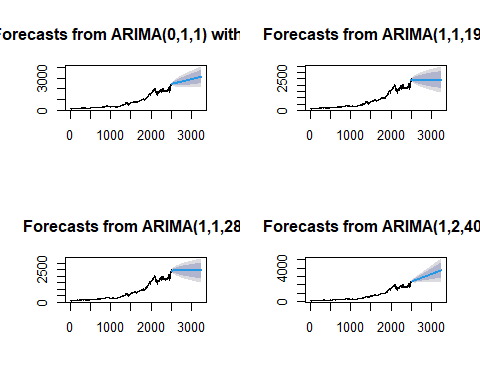 Forecasts from ARIMA(0,1,1) with
Forecasts from ARIMA(1,1,19
0 3000
0 1000 2000 3000
0 2500
0 1000 2000 3000
Forecasts from ARIMA(1,1,28
Forecasts from ARIMA(1,2,40
0 2500
0 1000 2000 3000
0 4000
0 1000 2000 3000